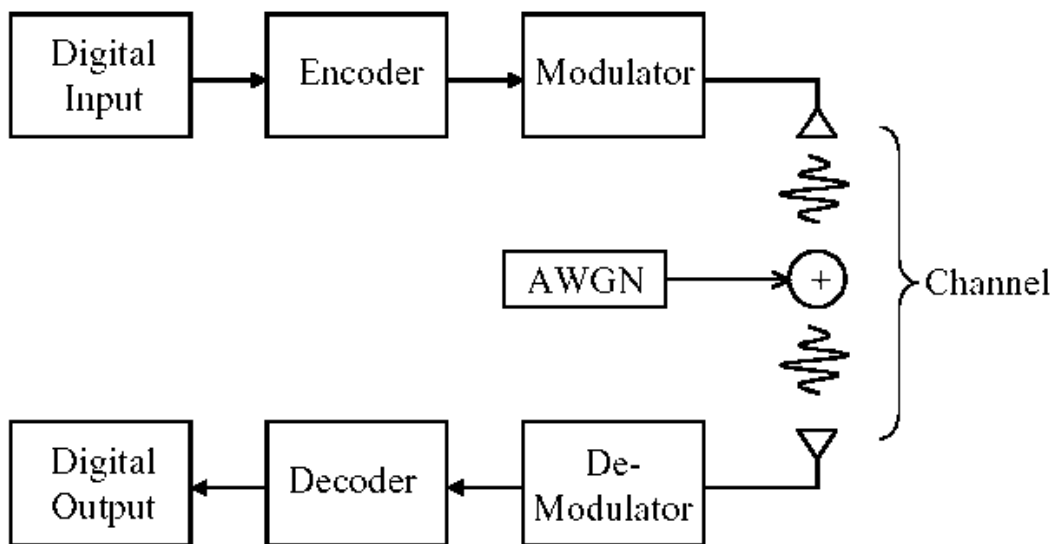 Digital
Input
Encoder
Modulator
AWGN
+
Channel
Digital
Output
Decoder
De-
Modulator